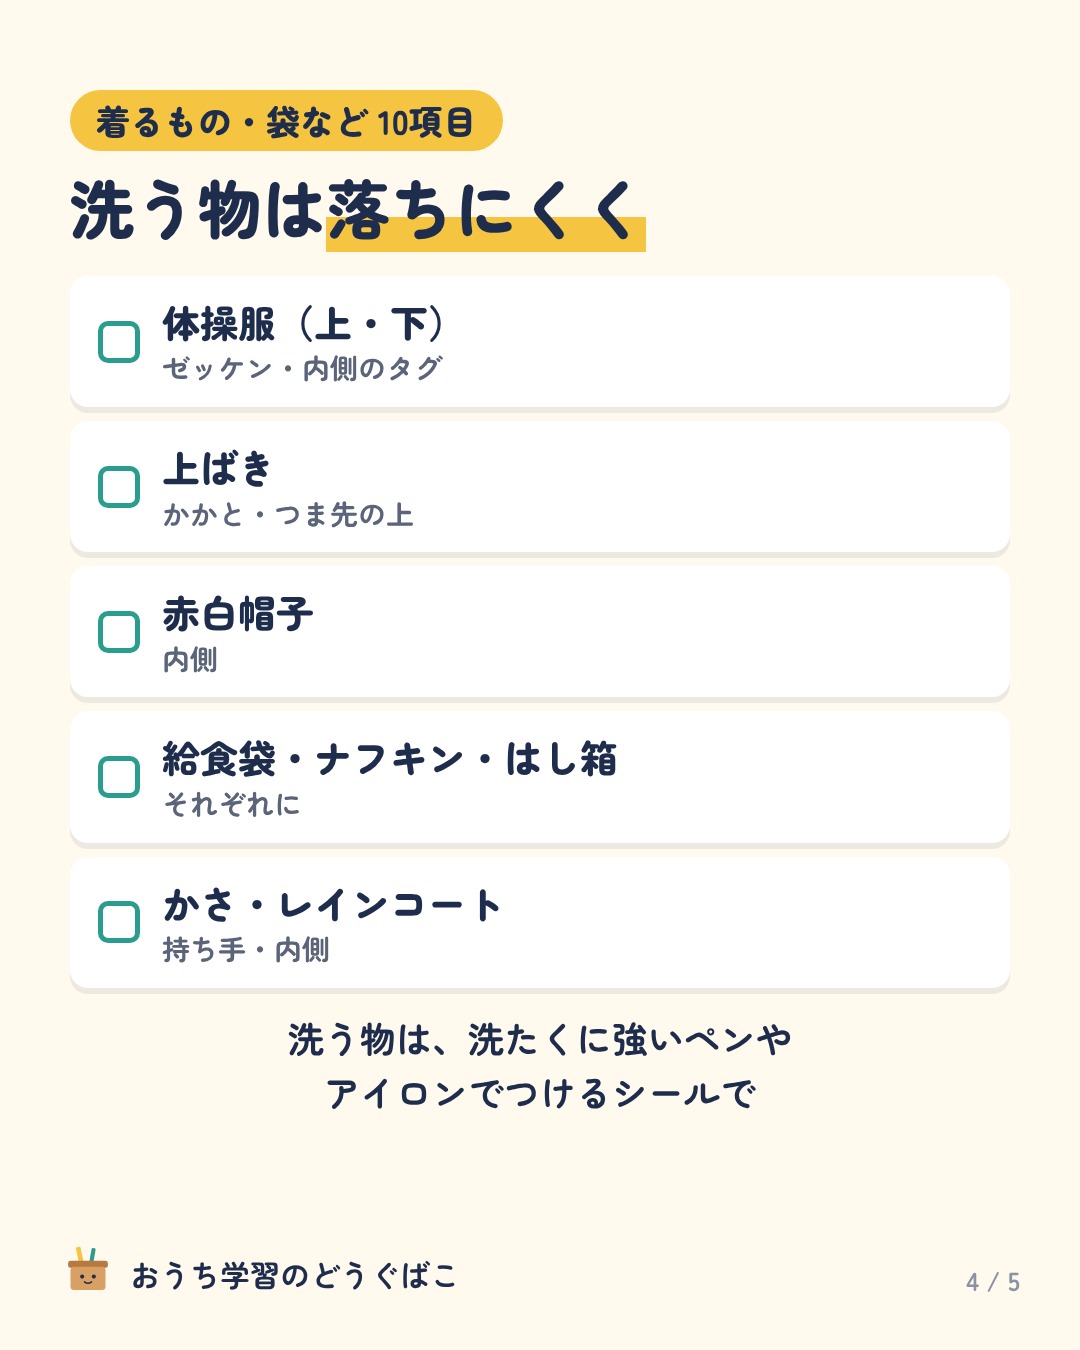 着るもの・袋など 10項目
洗う物は落ちにくく
体操服（上・下）
ゼッケン・内側のタグ
上ばき
かかと・つま先の上
赤白帽子
内側
給食袋・ナフキン・はし箱
それぞれに
かさ・レインコート
持ち手・内側
洗う物は、洗たくに強いペンや
アイロンでつけるシールで
おうち学習のどうぐばこ
4 / 5